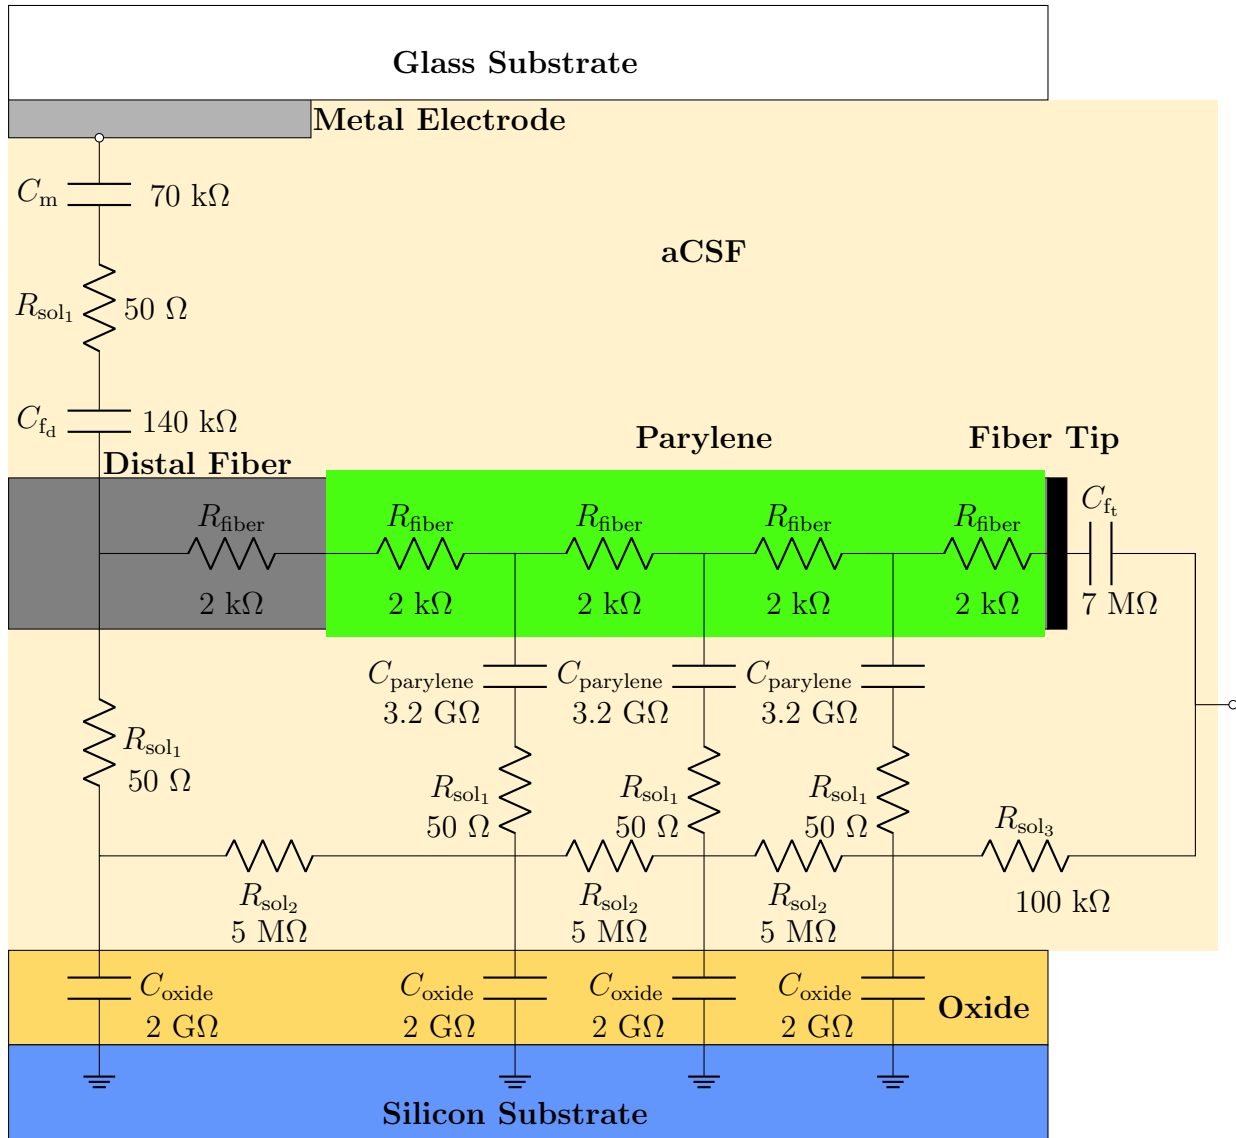 Glass Substrate
Metal Electrode
C_m 70 kΩ
aCSF
R_sol₁ 50 Ω
C_f_d 140 kΩ
Parylene Fiber Tip
Distal Fiber
C_f_t
R_fiber R_fiber R_fiber R_fiber R_fiber
2 kΩ 2 kΩ 2 kΩ 2 kΩ 2 kΩ 7 MΩ
C_parylene C_parylene C_parylene
3.2 GΩ 3.2 GΩ 3.2 GΩ
R_sol₁
50 Ω
R_sol₁ R_sol₁ R_sol₁
50 Ω 50 Ω 50 Ω
R_sol₃
R_sol₂ R_sol₂ R_sol₂
100 kΩ
5 MΩ 5 MΩ 5 MΩ
C_oxide C_oxide C_oxide C_oxide
Oxide
2 GΩ 2 GΩ 2 GΩ 2 GΩ
Silicon Substrate